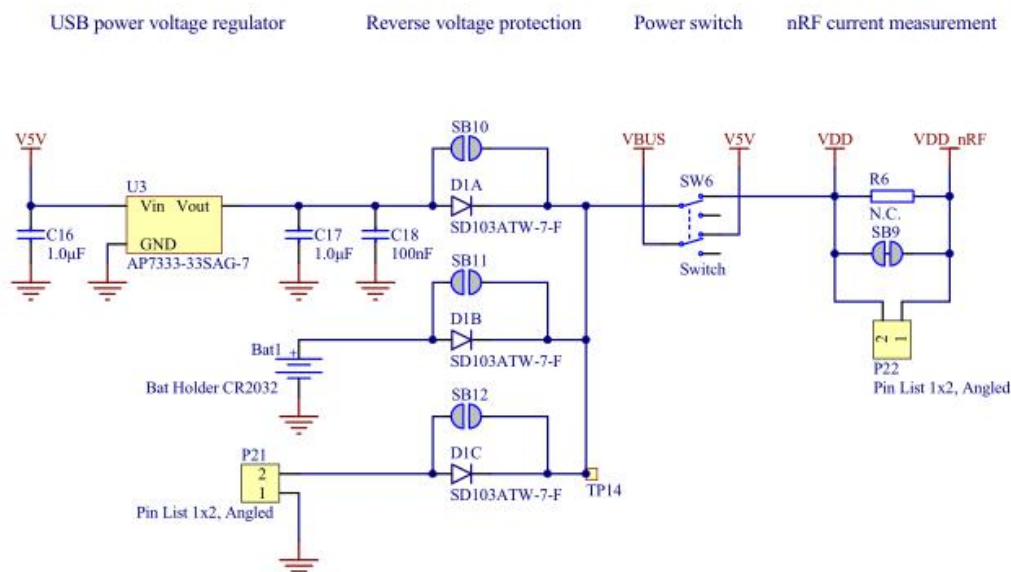 USB power voltage regulator
Reverse voltage protection
Power switch
nRF current measurement
V5V
U3
Vin Vout
GND
AP7333-33SAG-7
C16
1.0µF
C17
1.0µF
C18
100nF
SB10
D1A
SD103ATW-7-F
SB11
D1B
SD103ATW-7-F
Bat1
+
Bat Holder CR2032
SB12
D1C
SD103ATW-7-F
P21
2
1
Pin List 1x2, Angled
TP14
VBUS
V5V
SW6
Switch
VDD
VDD_nRF
R6
N.C.
SB9
2
1
P22
Pin List 1x2, Angled